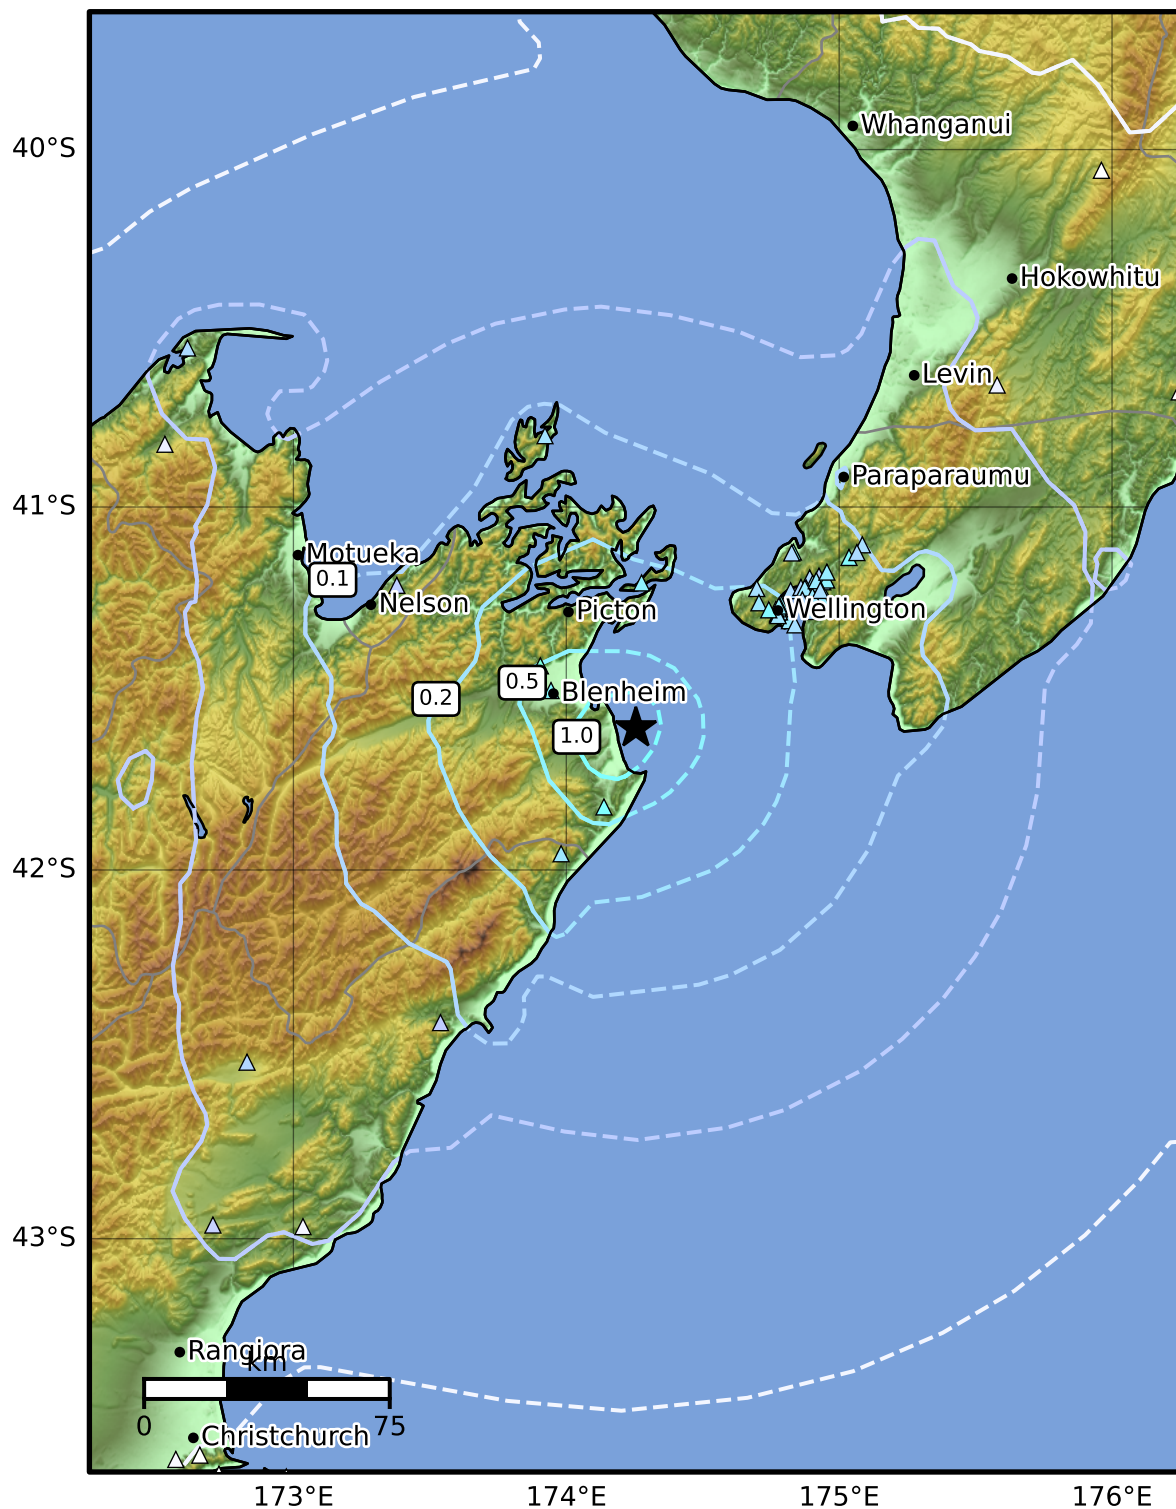 Whanganui
40°S
Hokowhitu
Levin
Paraparaumu
41°S
Motueka
0.1
Nelson
Picton
Wellington
0.5
Blenheim
0.2
1.0
42°S
43°S
Rangiora
km
0
75
Christchurch
173°E
174°E
175°E
176°E